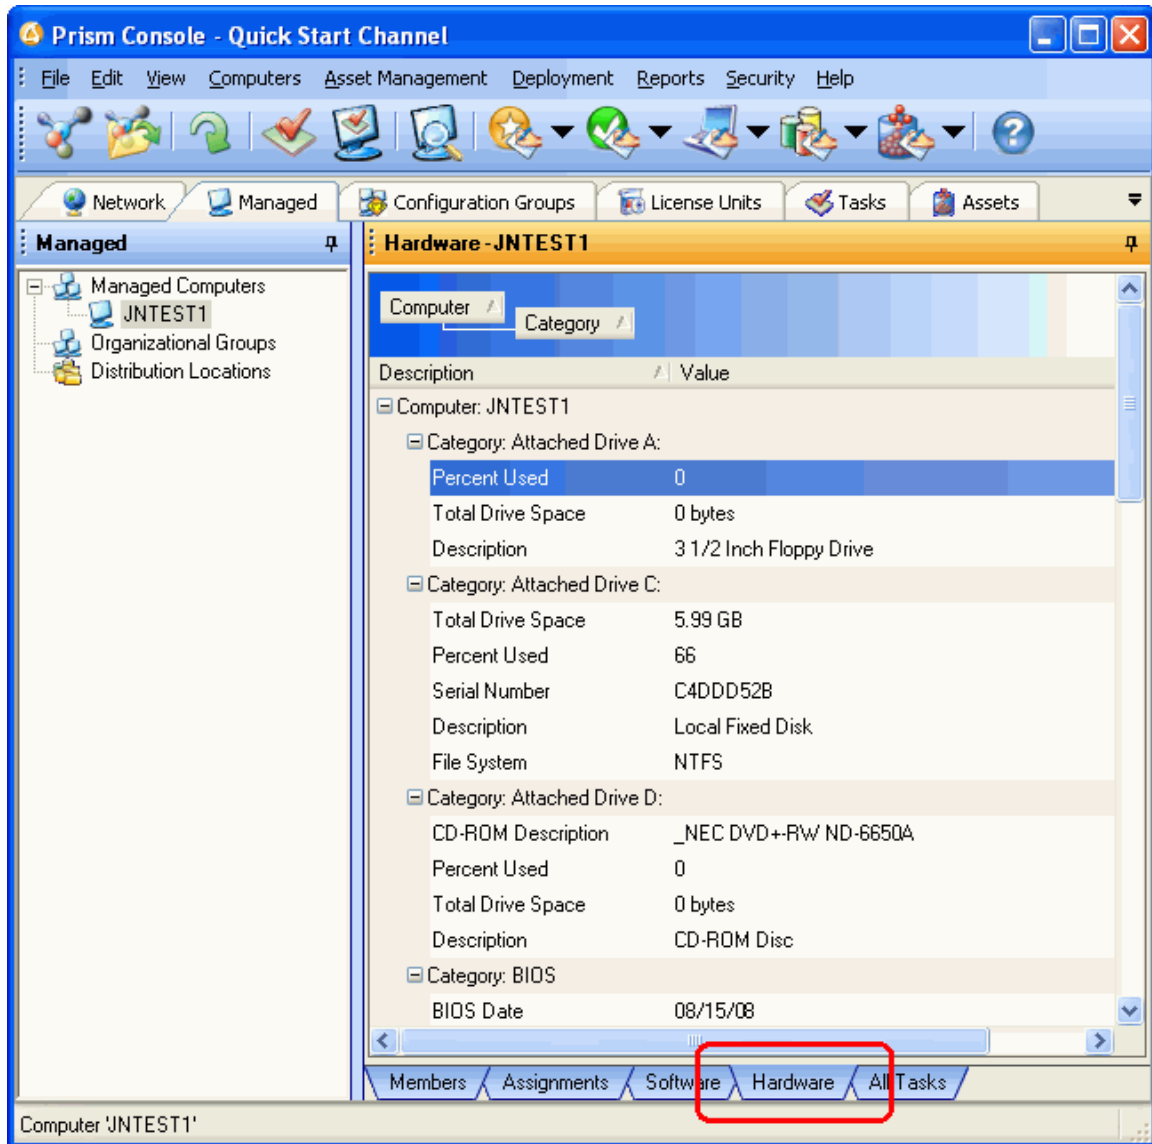 Prism Console - Quick Start Channel
File Edit View Computers Asset Management Deployment Reports Security Help
Network Managed Configuration Groups License Units Tasks Assets
Managed
Hardware - JNTEST1
Managed Computers
JNTEST1
Organizational Groups
Distribution Locations
Computer
Category
Description Value
Computer: JNTEST1
Category: Attached Drive A:
Percent Used 0
Total Drive Space 0 bytes
Description 3 1/2 Inch Floppy Drive
Category: Attached Drive C:
Total Drive Space 5.99 GB
Percent Used 66
Serial Number C4DDD52B
Description Local Fixed Disk
File System NTFS
Category: Attached Drive D:
CD-ROM Description _NEC DVD+-RW ND-6650A
Percent Used 0
Total Drive Space 0 bytes
Description CD-ROM Disc
Category: BIOS
BIOS Date 08/15/08
Members Assignments Software Hardware All Tasks
Computer 'JNTEST1'